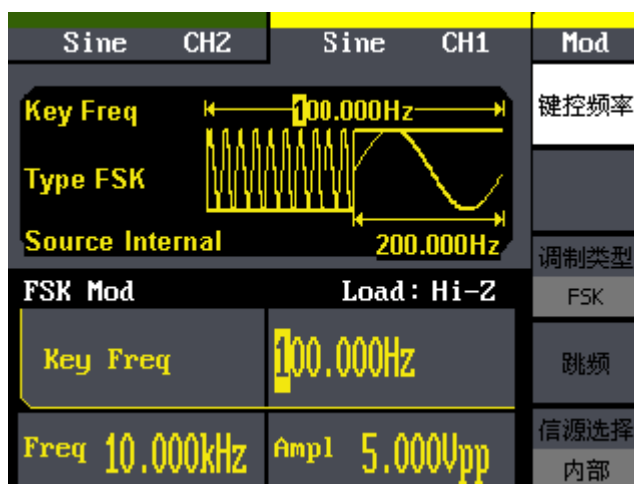 Sine CH2 Sine CH1 Mod
Key Freq 100.000Hz
键控频率
Type FSK
Source Internal 200.000Hz
调制类型
FSK
FSK Mod Load: Hi-Z
Key Freq 100.000Hz
跳频
Freq 10.000kHz Ampl 5.000Vpp
信源选择
内部